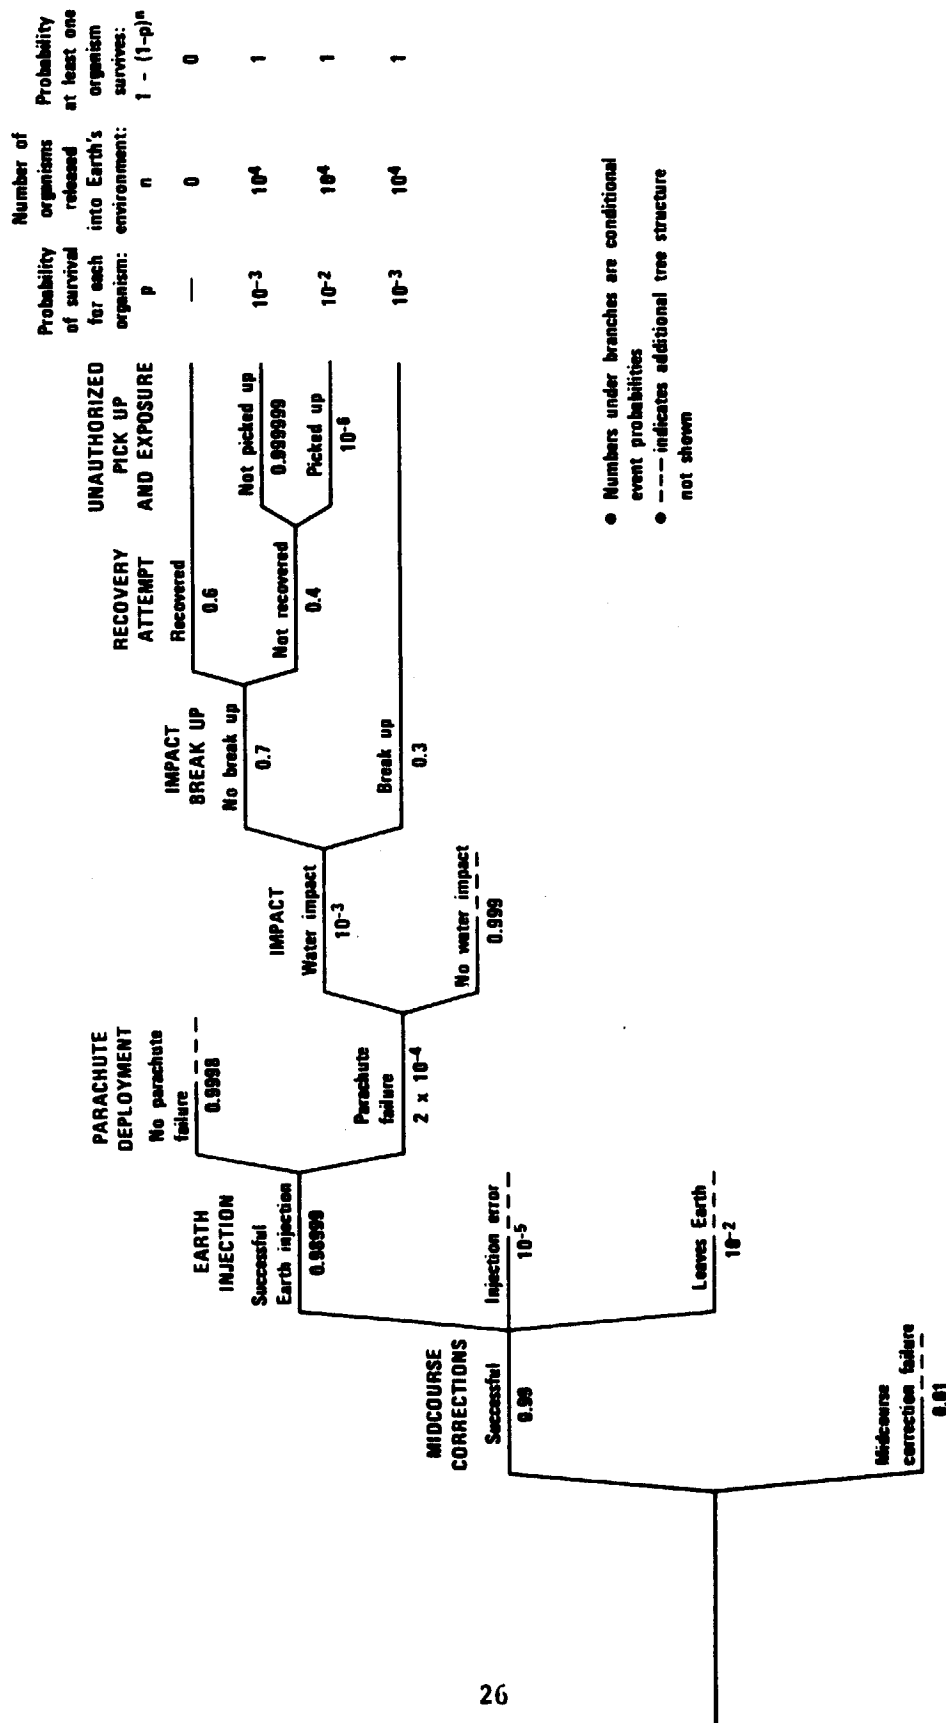 MIDCOURSE
CORRECTIONS
Successful
0.99
Midcourse
correction failure
0.01
EARTH
INJECTION
Successful
Earth injection
0.98999
Injection error
10⁻⁵
Leaves Earth
10⁻²
PARACHUTE
DEPLOYMENT
No parachute
failure
0.9998
Parachute
failure
2 x 10⁻⁴
IMPACT
Water impact
10⁻³
No water impact
0.999
IMPACT
BREAK UP
No break up
0.7
Break up
0.3
RECOVERY
ATTEMPT
Recovered
0.6
Not recovered
0.4
UNAUTHORIZED
PICK UP
AND EXPOSURE
Not picked up
0.999999
Picked up
10⁻⁶
Probability
of survival
for each
organism:
p
—
10⁻³
10⁻²
10⁻³
Number of
organisms
released
into Earth's
environment:
n
0
10⁴
10⁴
10⁴
Probability
at least one
organism
survives:
1 - (1-p)ⁿ
0
1
1
1
● Numbers under branches are conditional
event probabilities
● --- indicates additional tree structure
not shown
26